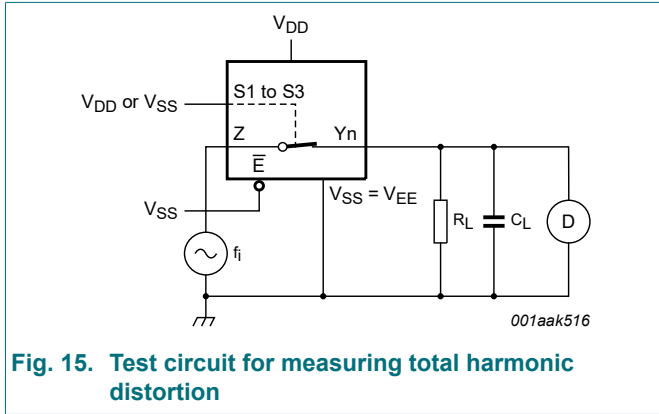 VDD
S1 to S3
VDD or VSS
Z
Yn
E
VSS = VEE
VSS
RL
CL
D
fi
001aak516
Fig. 15. Test circuit for measuring total harmonic
distortion